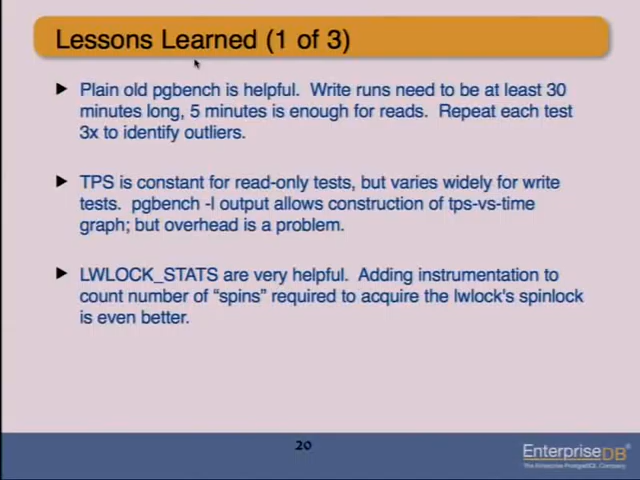 Lessons Learned (1 of 3)
Plain old pgbench is helpful. Write runs need to be at least 30
minutes long, 5 minutes is enough for reads. Repeat each test
3x to identify outliers.
TPS is constant for read-only tests, but varies widely for write
tests. pgbench -l output allows construction of tps-vs-time
graph; but overhead is a problem.
LWLOCK_STATS are very helpful. Adding instrumentation to
count number of “spins” required to acquire the lwlock's spinlock
is even better.
20
EnterpriseDB
The Enterprise PostgreSQL Company